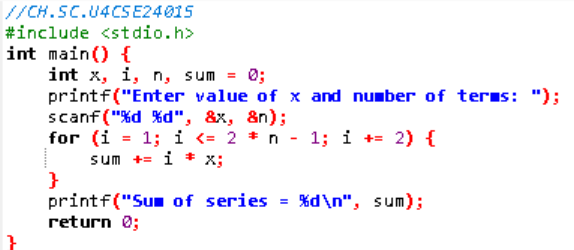 //CH.SC.U4CSE24015
#include <stdio.h>
int main() {
    int x, i, n, sum = 0;
    printf("Enter value of x and number of terms: ");
    scanf("%d %d", &x, &n);
    for (i = 1; i <= 2 * n - 1; i += 2) {
        sum += i * x;
    }
    printf("Sum of series = %d\n", sum);
    return 0;
}